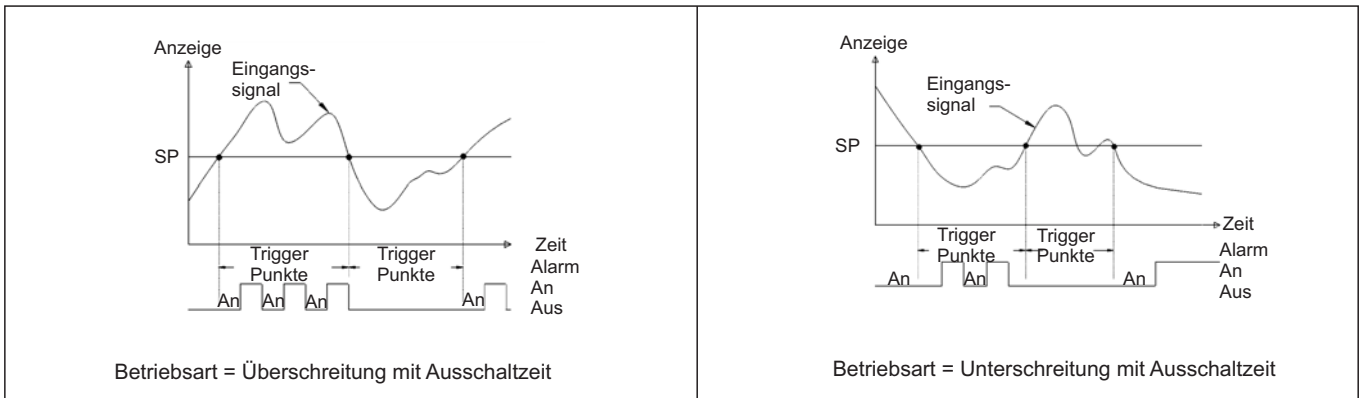 Anzeige
Eingangs-
signal
SP
Zeit
Trigger
Punkte
Trigger
Punkte
Alarm
An
Aus
An
An
An
An
Betriebsart = Überschreitung mit Ausschaltzeit
Anzeige
Eingangs-
signal
SP
Zeit
Trigger
Punkte
Trigger
Punkte
Alarm
An
Aus
An
An
An
Betriebsart = Unterschreitung mit Ausschaltzeit